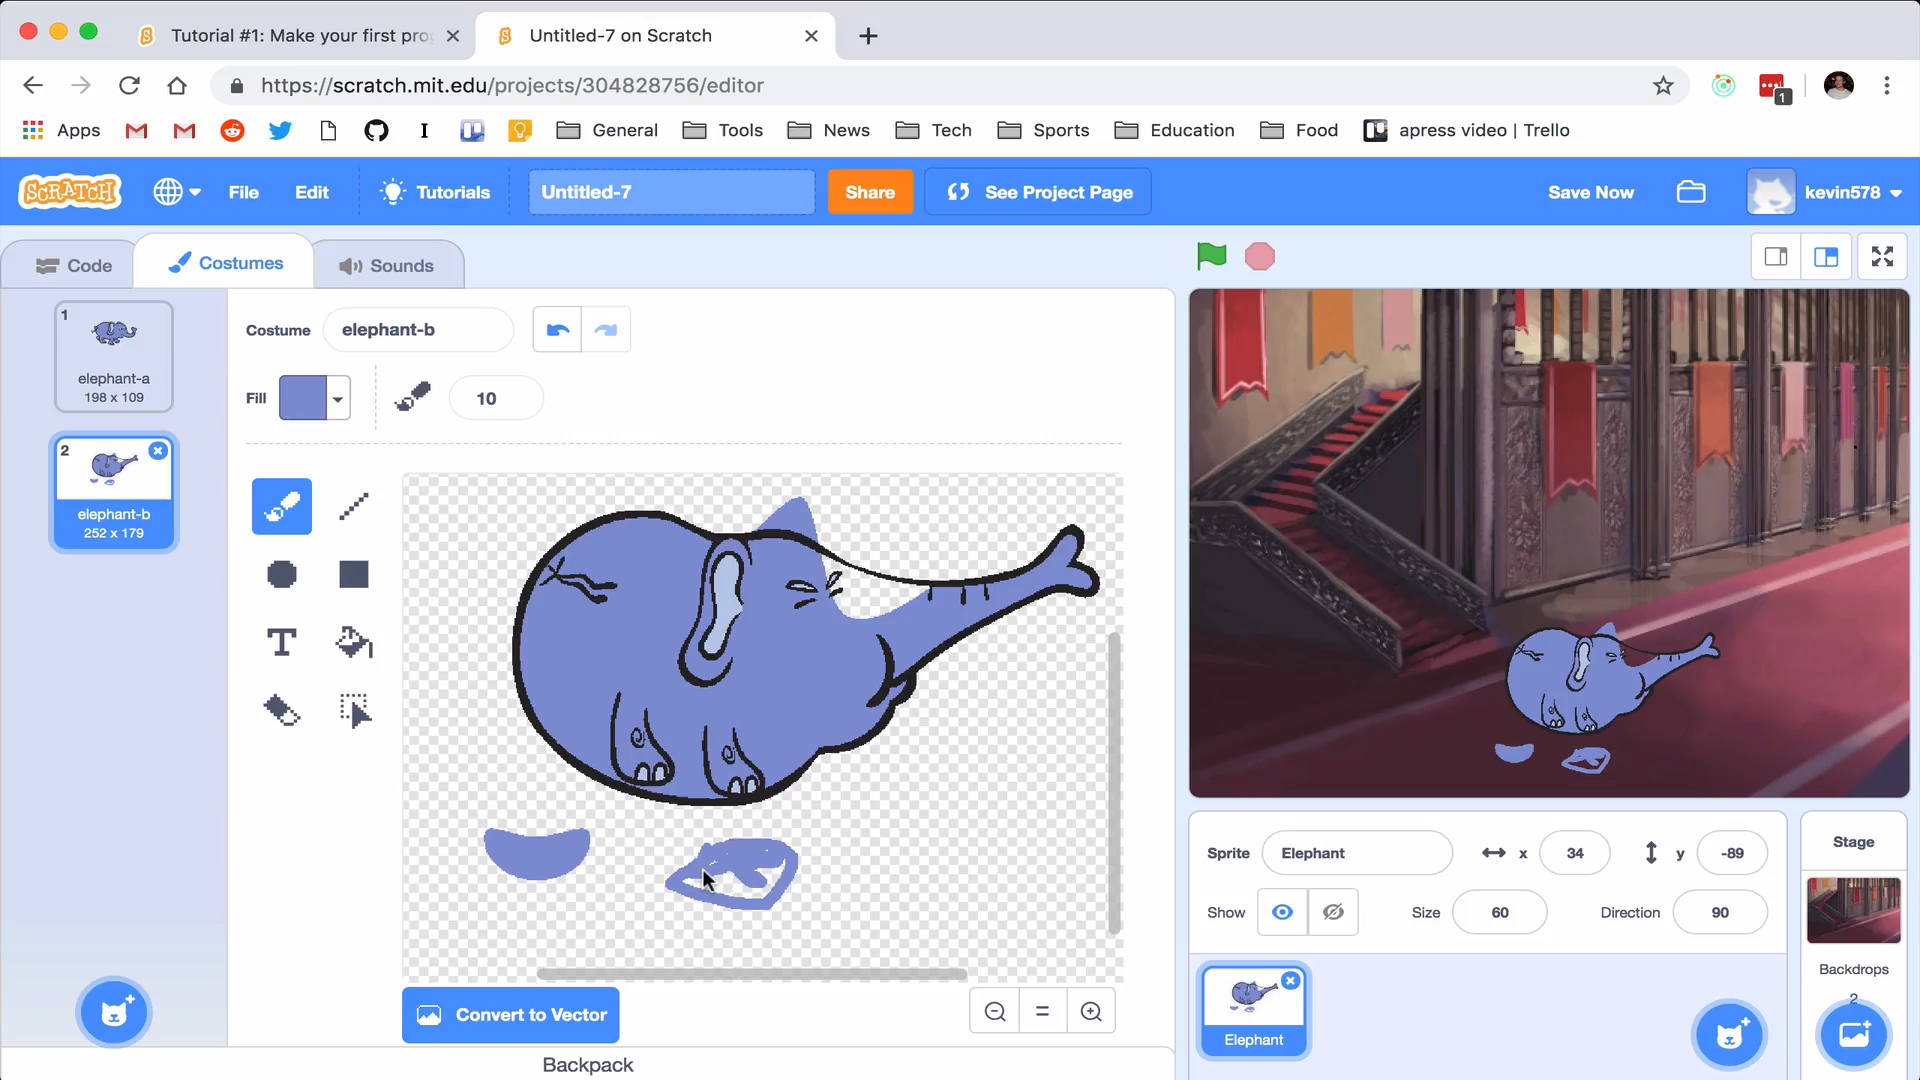 Tutorial #1: Make your first pro
Untitled-7 on Scratch
https://scratch.mit.edu/projects/304828756/editor
1
Apps
General
Tools
News
Tech
Sports
Education
Food
apress video | Trello
SCRATCH
File
Edit
Tutorials
Untitled-7
Share
See Project Page
Save Now
kevin578
Code
Costumes
Sounds
1
elephant-a
198 x 109
2
elephant-b
252 x 179
Costume
elephant-b
Fill
10
Convert to Vector
Backpack
Sprite
Elephant
x
34
y
-89
Show
Size
60
Direction
90
Elephant
Stage
Backdrops
2